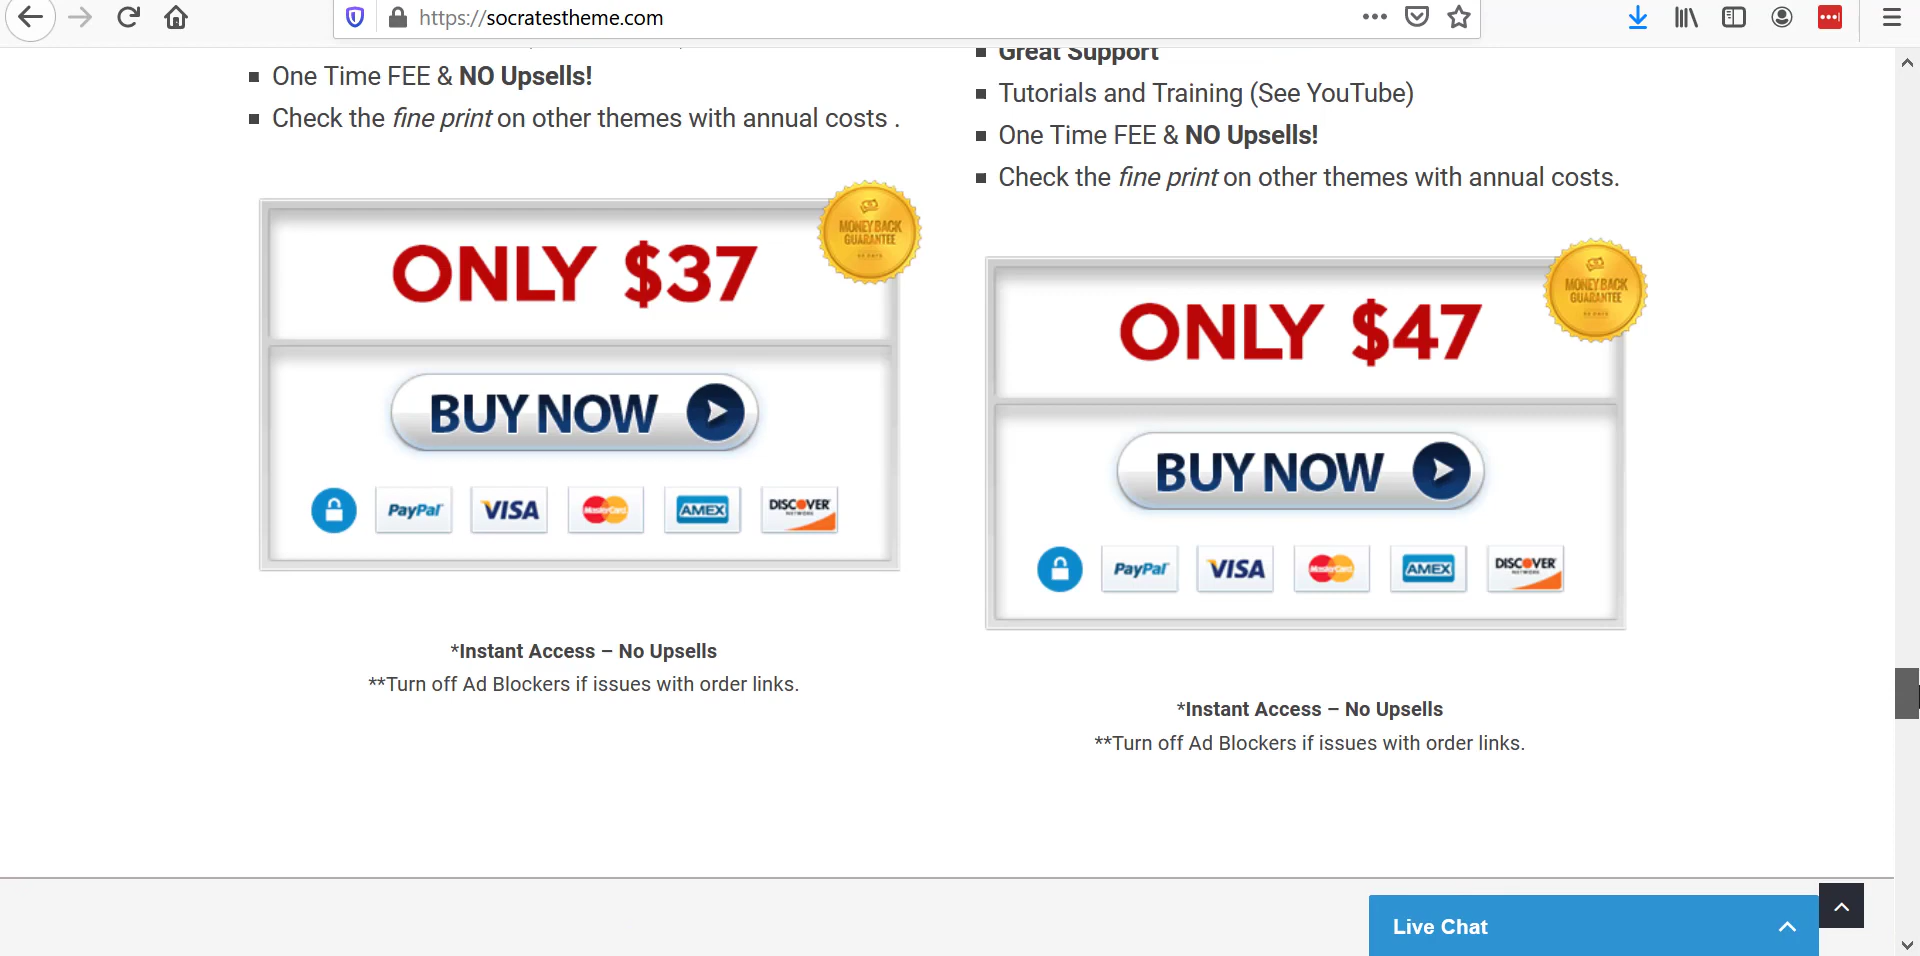 https://socratestheme.com
One Time FEE & NO Upsells!
Check the fine print on other themes with annual costs .
MONEY BACK
GUARANTEE
ONLY $37
BUY NOW
PayPal
VISA
MasterCard
AMEX
DISCOVER
NETWORK
*Instant Access – No Upsells
**Turn off Ad Blockers if issues with order links.
Great Support
Tutorials and Training (See YouTube)
One Time FEE & NO Upsells!
Check the fine print on other themes with annual costs.
MONEY BACK
GUARANTEE
ONLY $47
BUY NOW
PayPal
VISA
MasterCard
AMEX
DISCOVER
NETWORK
*Instant Access – No Upsells
**Turn off Ad Blockers if issues with order links.
Live Chat